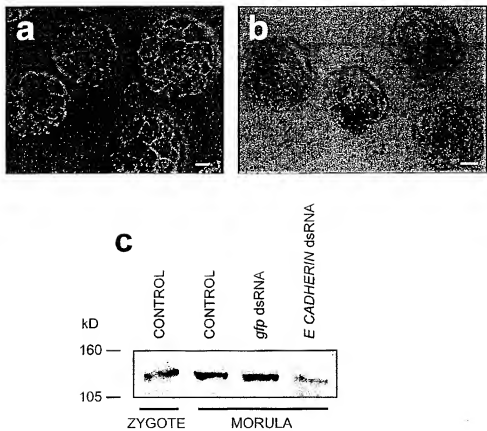 a
b
c
CONTROL
CONTROL
gfp dsRNA
E CADHERIN dsRNA
kD
160
105
ZYGOTE
MORULA